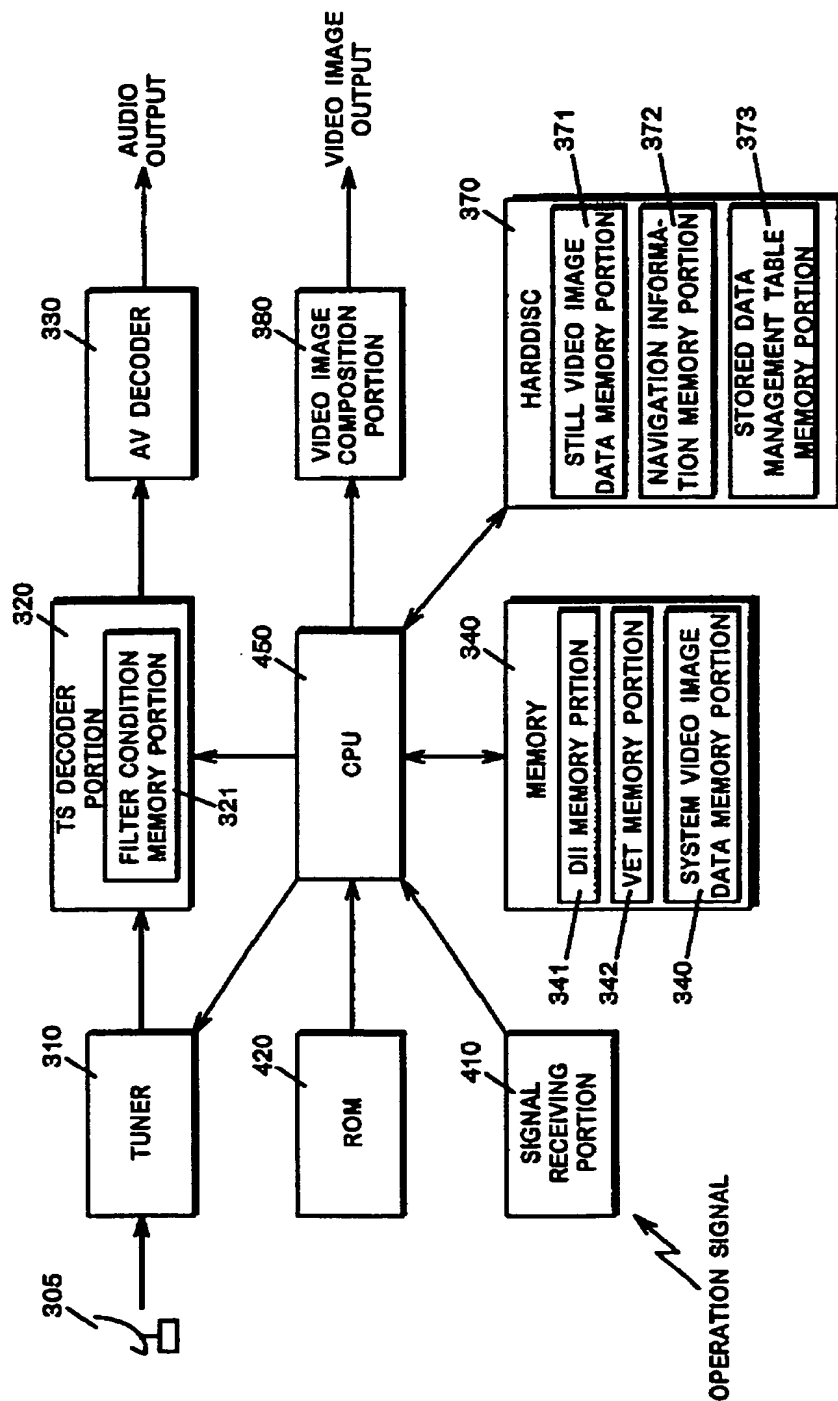 305
310
TUNER
320
TS DECODER
PORTION
FILTER CONDITION
MEMORY PORTION
321
330
AV DECODER
AUDIO
OUTPUT
420
ROM
450
CPU
380
VIDEO IMAGE
COMPOSITION
PORTION
VIDEO IMAGE
OUTPUT
OPERATION SIGNAL
410
SIGNAL
RECEIVING
PORTION
340
MEMORY
341
DII MEMORY PRTION
342
VET MEMORY PORTION
340
SYSTEM VIDEO IMAGE
DATA MEMORY PORTION
370
HARDDISC
STILL VIDEO IMAGE
DATA MEMORY PORTION
371
NAVIGATION INFORMA-
TION MEMORY PORTION
372
STORED DATA
MANAGEMENT TABLE
MEMORY PORTION
373